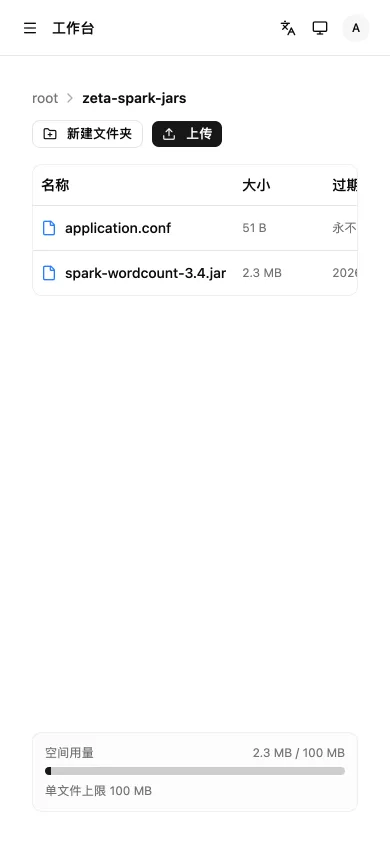 工作台 A
root > zeta-spark-jars
新建文件夹 上传
名称 大小 过期
application.conf 51 B 永不
spark-wordcount-3.4.jar 2.3 MB 2026
空间用量 2.3 MB / 100 MB
单文件上限 100 MB